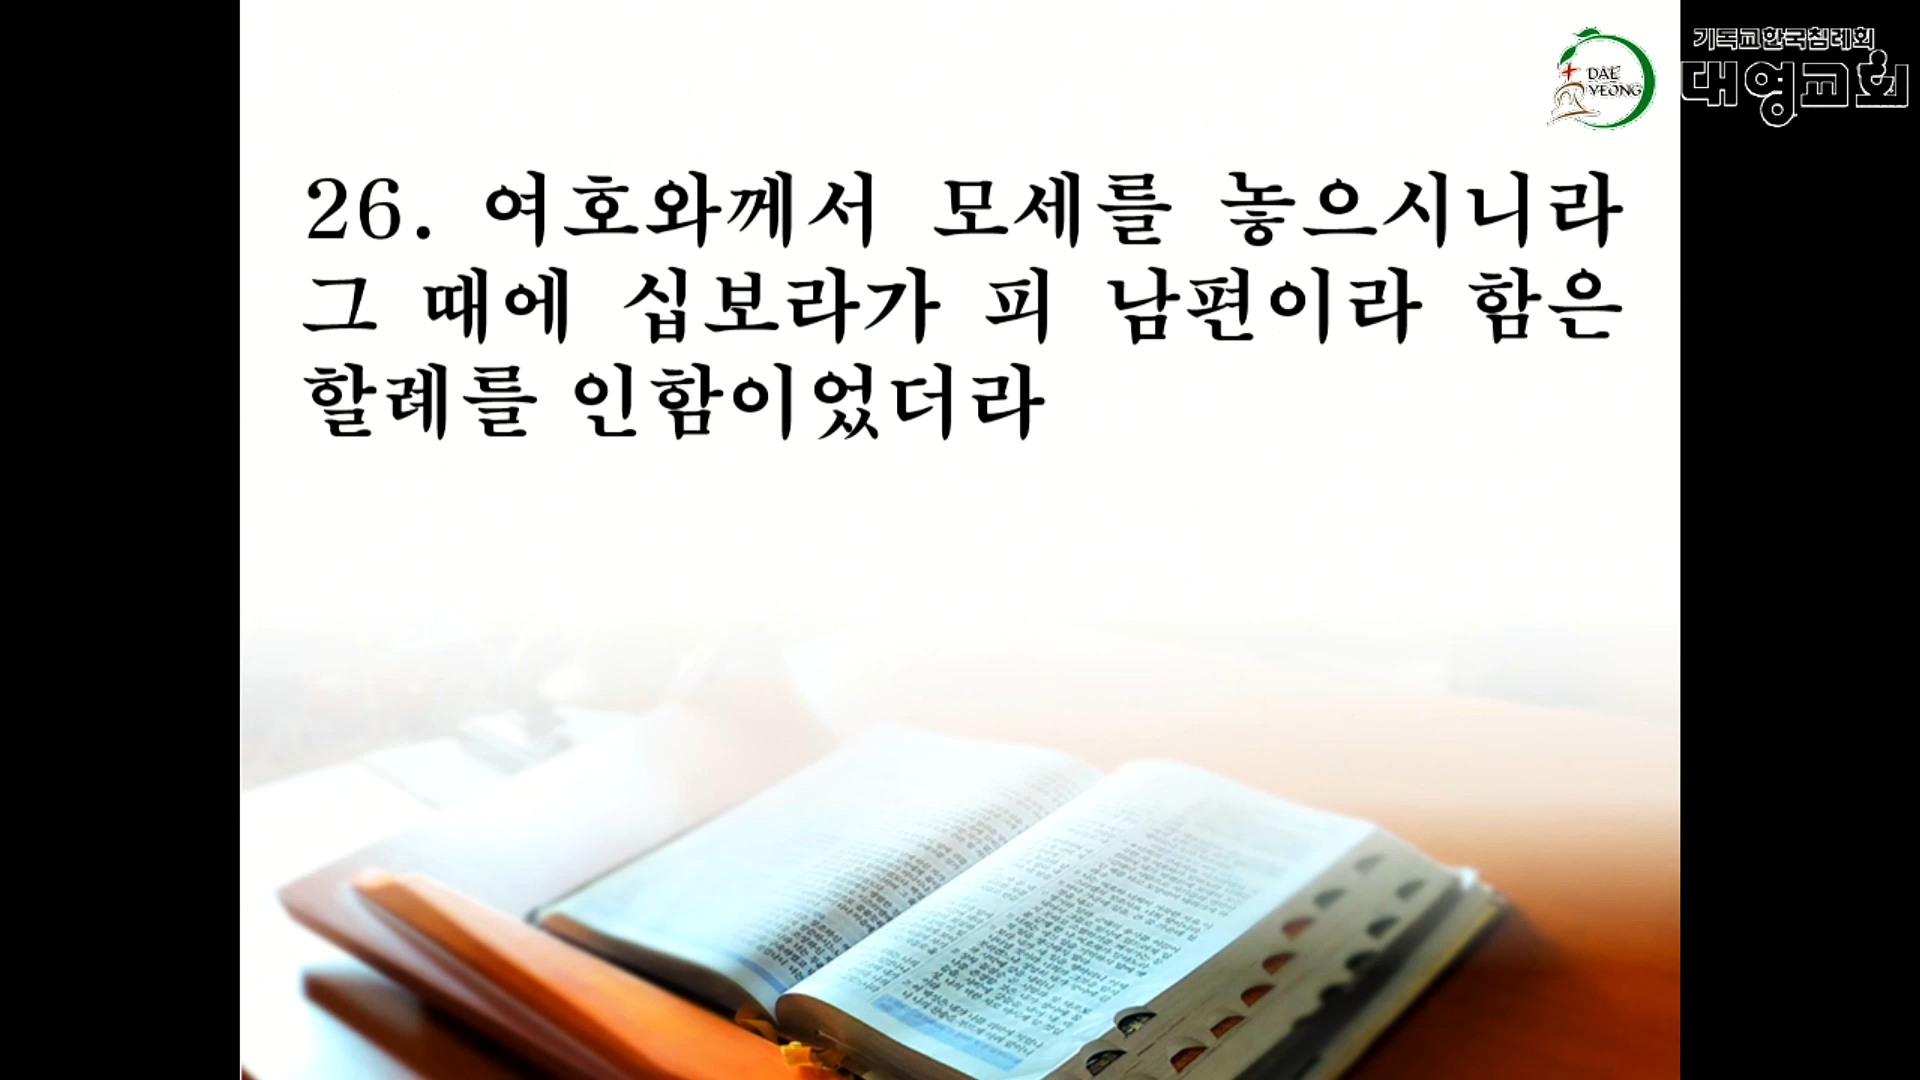 기독교한국침례회
대영교회
DAE
YEONG
26. 여호와께서 모세를 놓으시니라
그 때에 십보라가 피 남편이라 함은
할례를 인함이었더라